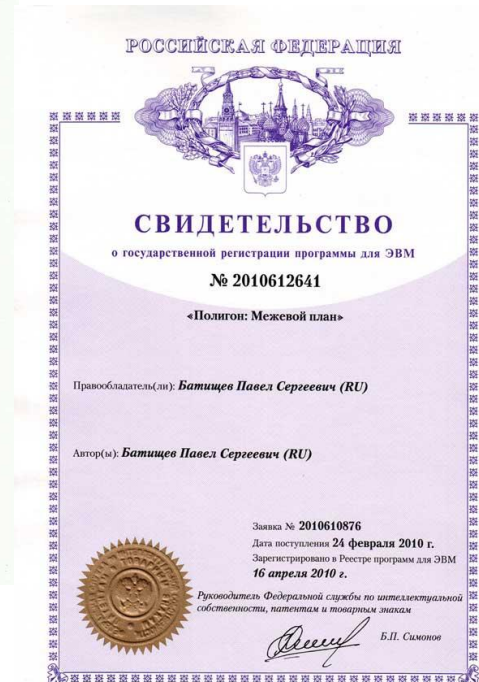 РОССИЙСКАЯ ФЕДЕРАЦИЯ
СВИДЕТЕЛЬСТВО
о государственной регистрации программы для ЭВМ
№ 2010612641
«Полигон: Межевой план»
Правообладатель(ли): Батищев Павел Сергеевич (RU)
Автор(ы): Батищев Павел Сергеевич (RU)
Заявка № 2010610876
Дата поступления 24 февраля 2010 г.
Зарегистрировано в Реестре программ для ЭВМ
16 апреля 2010 г.
Руководитель Федеральной службы по интеллектуальной
собственности, патентам и товарным знакам
Б.П. Симонов